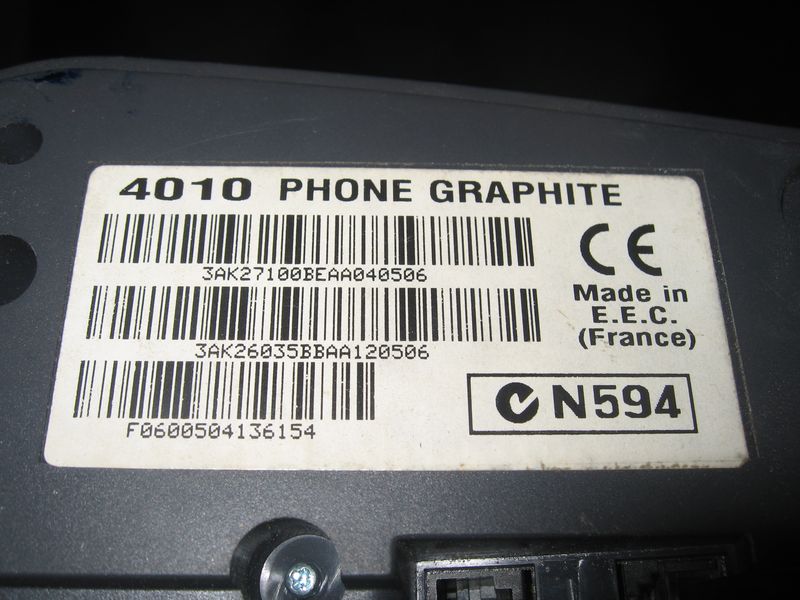 4010 PHONE GRAPHITE
3AK27100BEAA040506
3AK26035BBAA120506
F0600504136154
CE
Made in
E.E.C.
(France)
N594